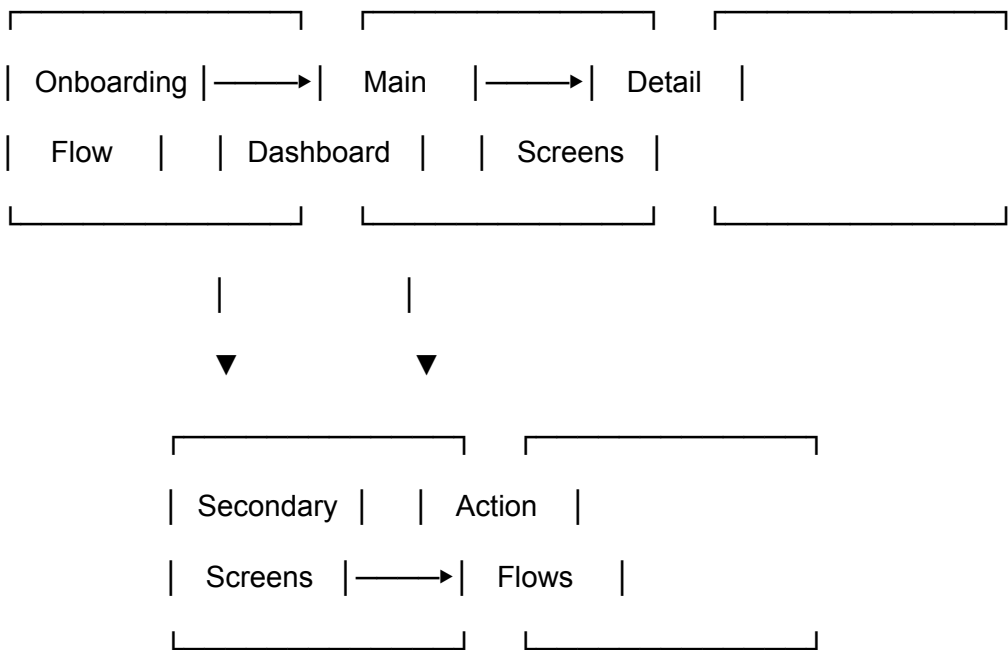 Onboarding Main Detail
Flow Dashboard Screens
Secondary Action
Screens Flows